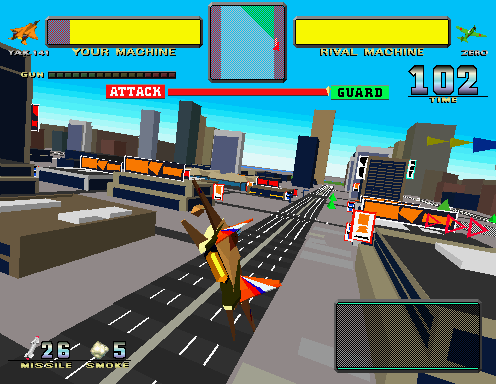 YAK 141
YOUR MACHINE
RIVAL MACHINE
ZERO
GUN
ATTACK
GUARD
102
TIME
26
5
MISSILE
SMOKE